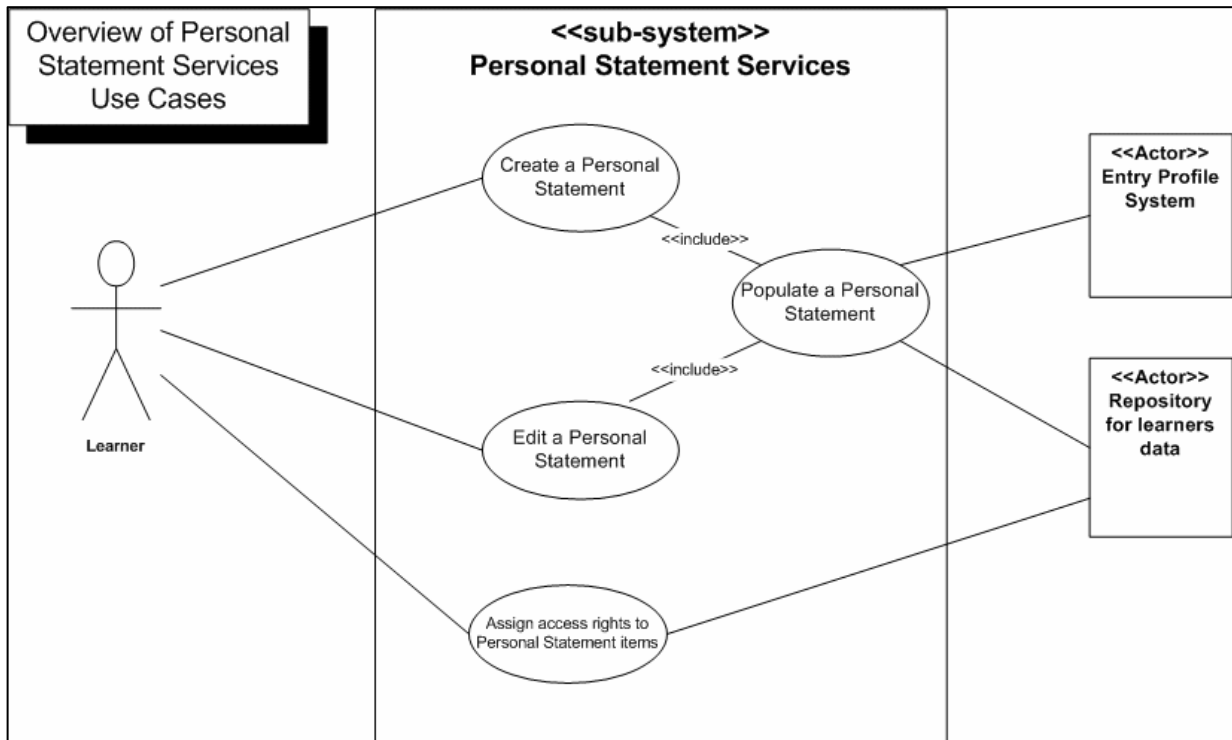 Overview of Personal
Statement Services
Use Cases
<<sub-system>>
Personal Statement Services
Create a Personal
Statement
<<include>>
Populate a Personal
Statement
<<include>>
Edit a Personal
Statement
Assign access rights to
Personal Statement items
Learner
<<Actor>>
Entry Profile
System
<<Actor>>
Repository
for learners
data